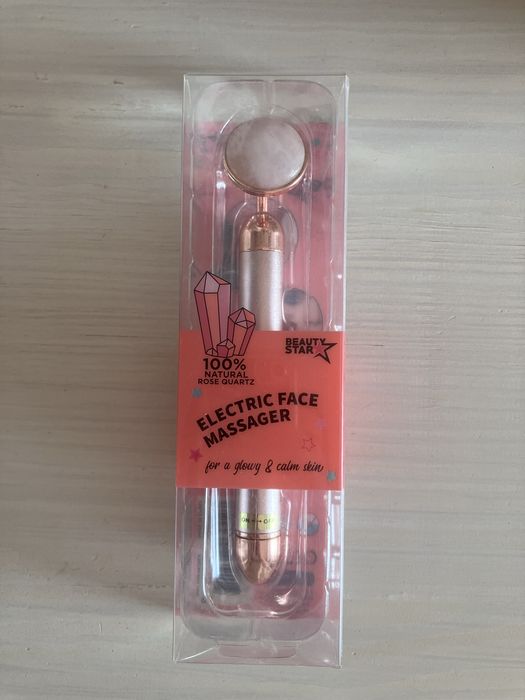 BEAUTY
STAR
100%
NATURAL
ROSE QUARTZ
ELECTRIC FACE
MASSAGER
for a glowy & calm skin